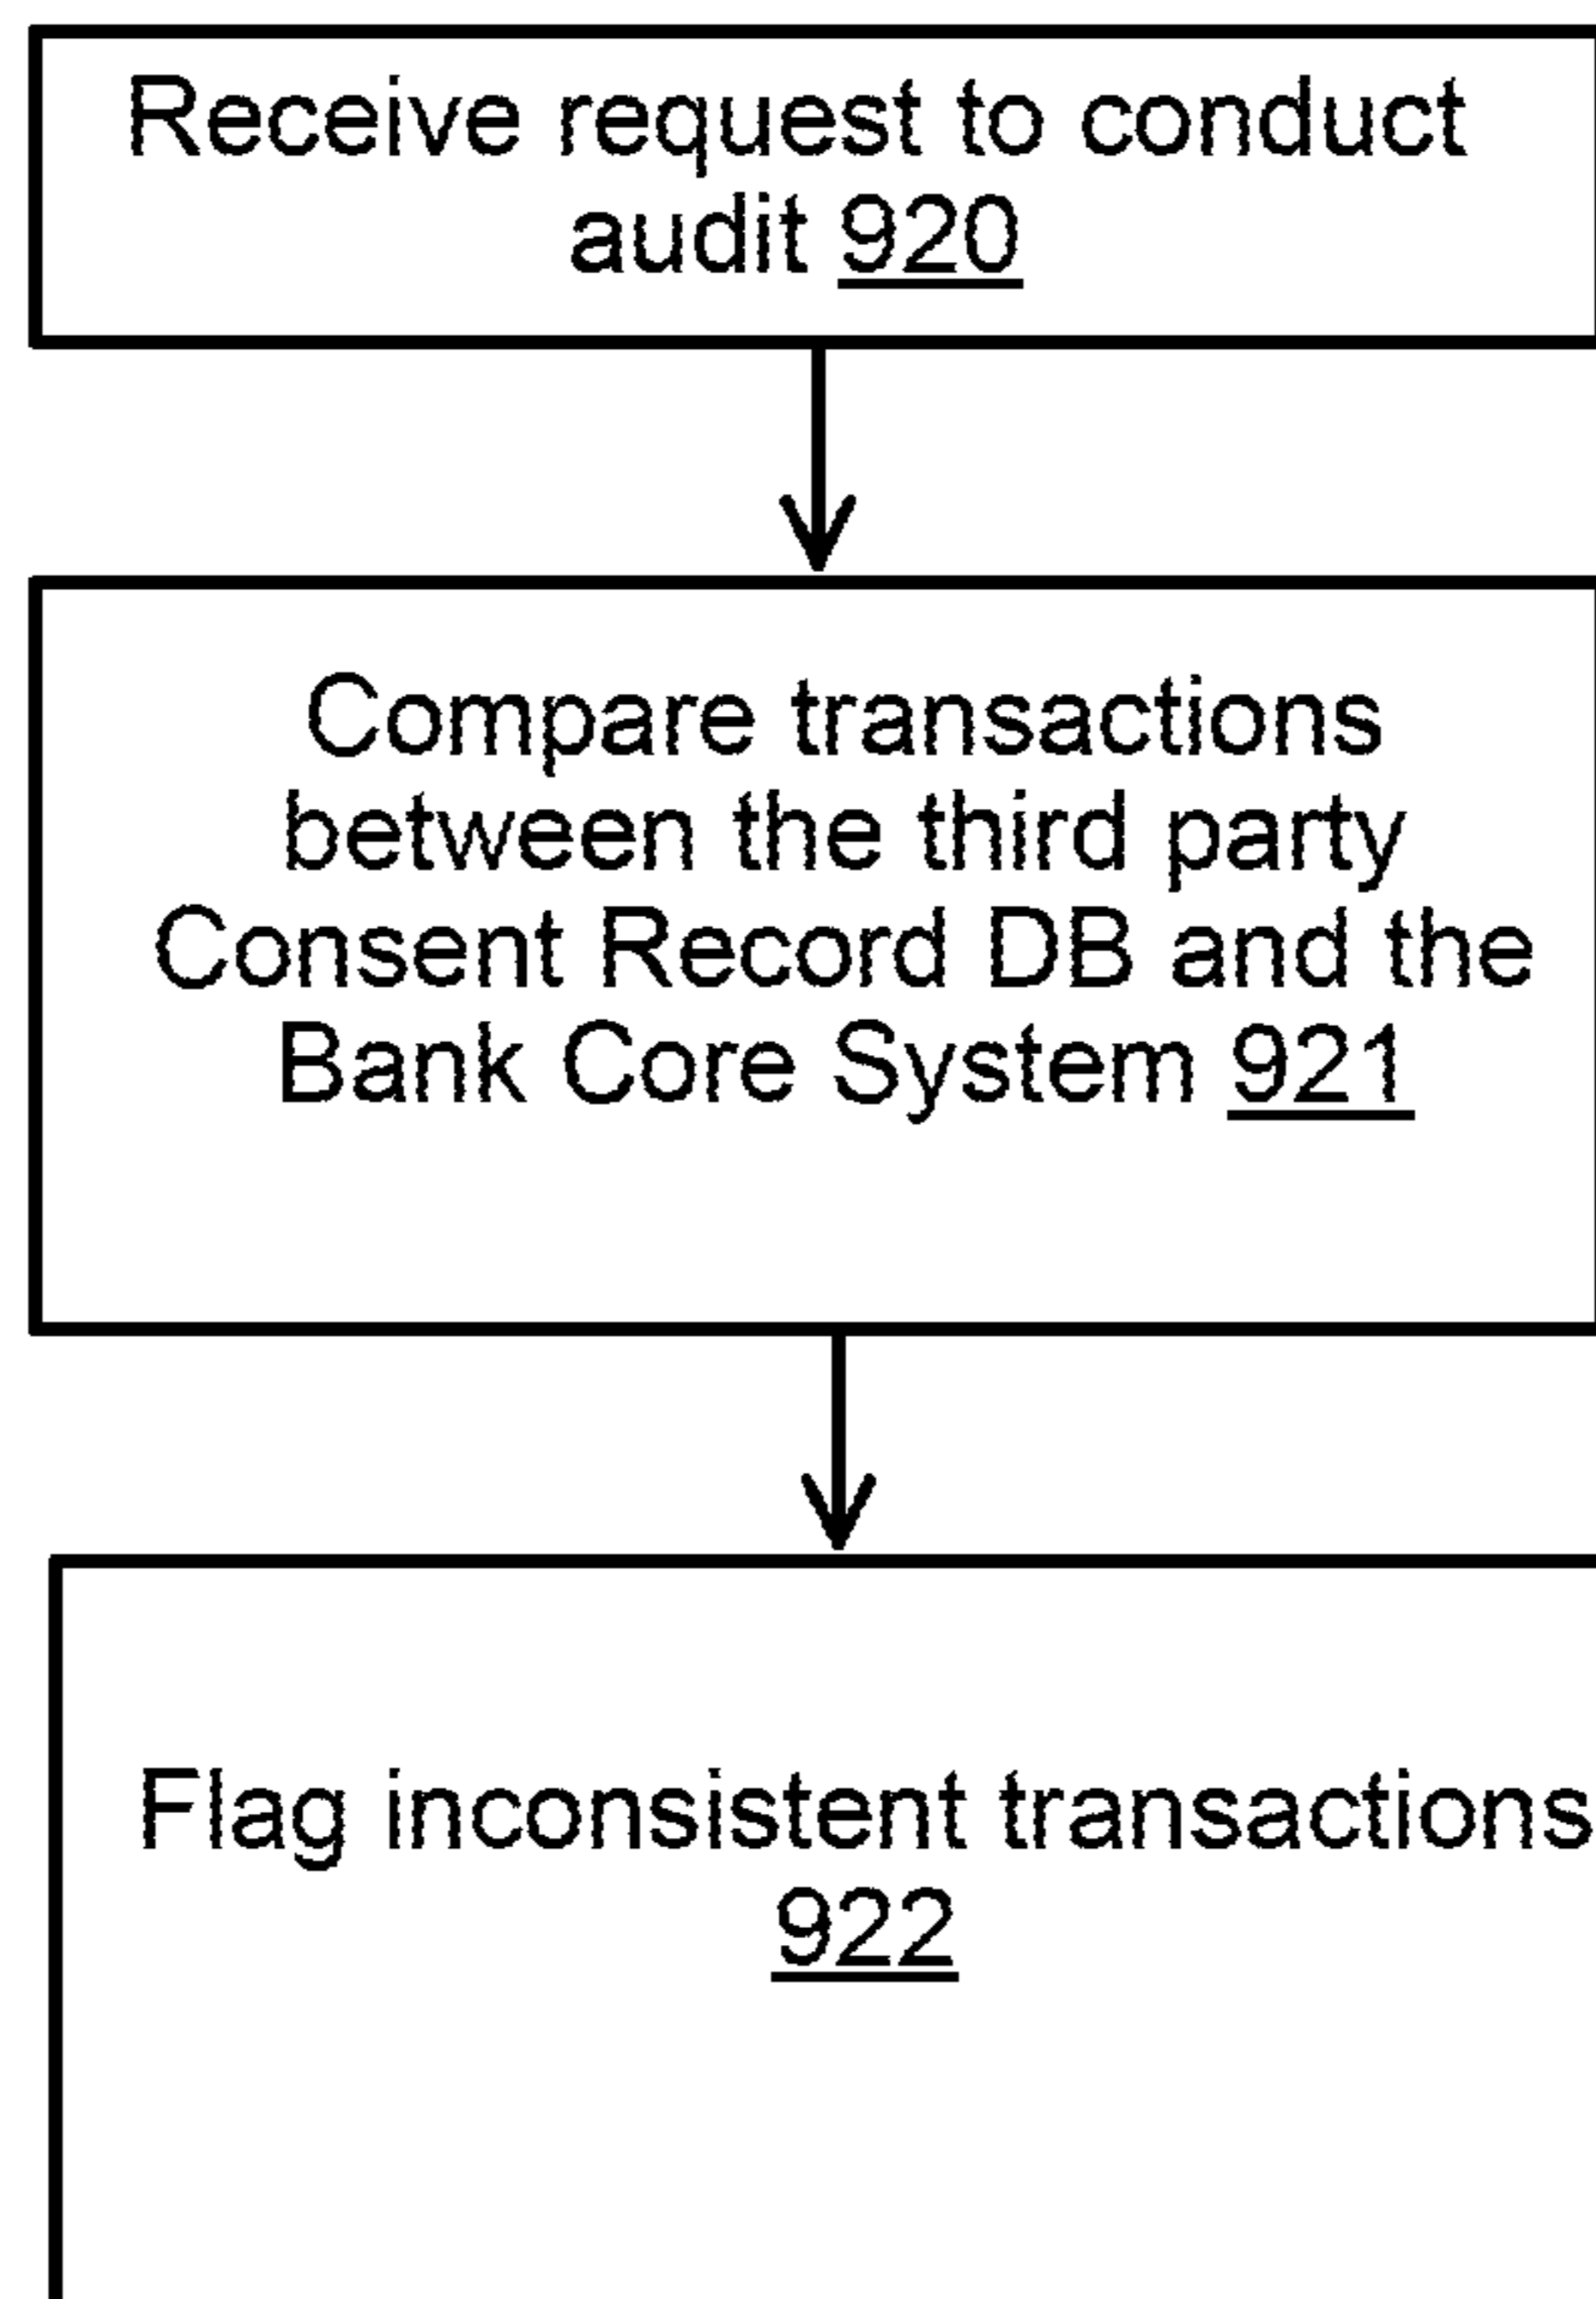 Receive request to conduct
audit 920
Compare transactions
between the third party
Consent Record DB and the
Bank Core System 921
Flag inconsistent transactions
922